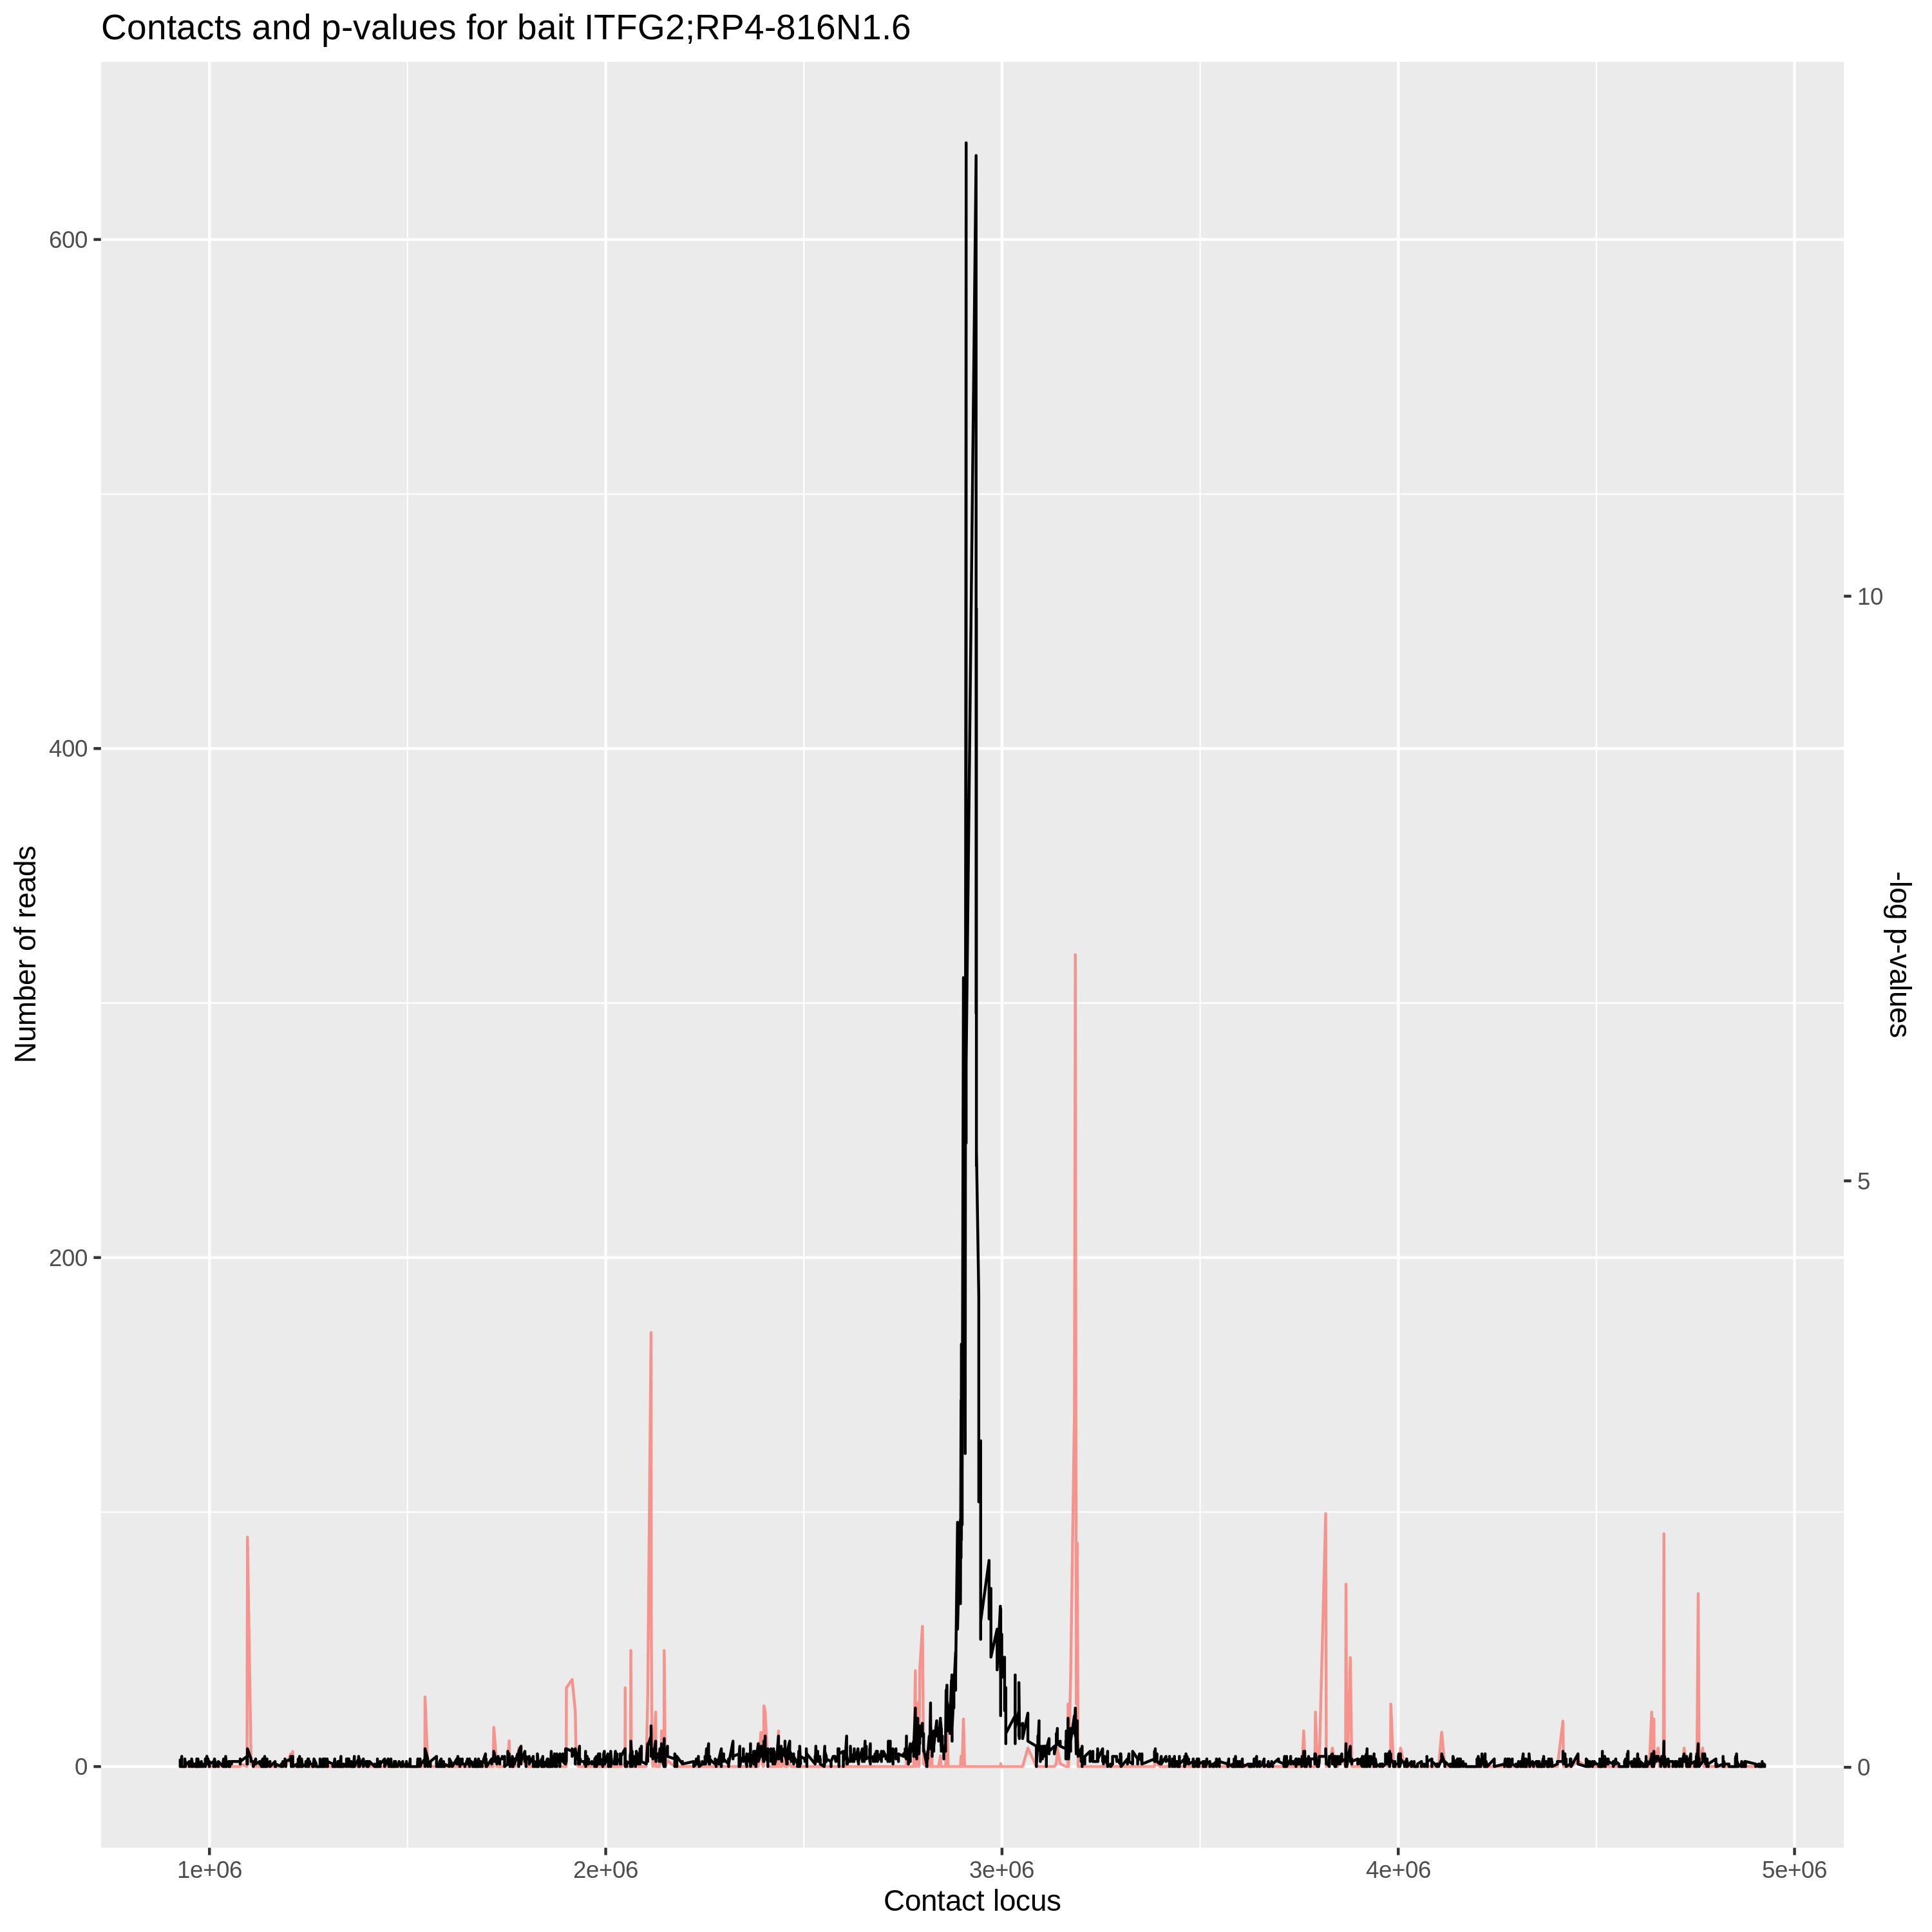 Contacts and p-values for bait ITFG2;RP4-816N1.6
600
400
200
0
Number of reads
10
5
0
-log p-values
1e+06
2e+06
3e+06
4e+06
5e+06
Contact locus